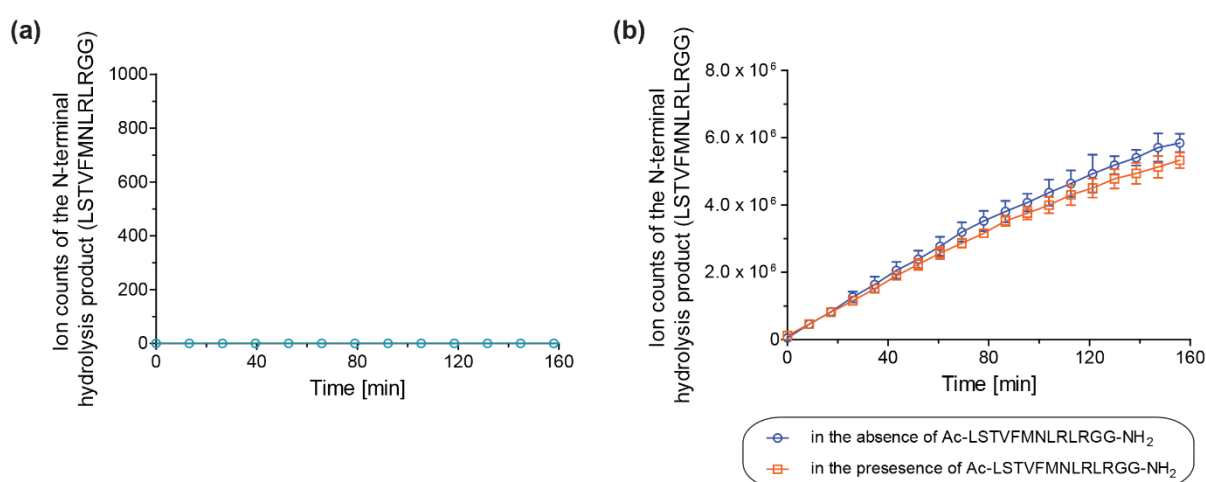 (a)
Ion counts of the N-terminal
hydrolysis product (LSTVFMNLRLRGG)
1000
800
600
400
200
0
0 40 80 120 160
Time [min]
(b)
Ion counts of the N-terminal
hydrolysis product (LSTVFMNLRLRGG)
8.0 x 10⁶
6.0 x 10⁶
4.0 x 10⁶
2.0 x 10⁶
0
0 40 80 120 160
Time [min]
in the absence of Ac-LSTVFMNLRLRGG-NH₂
in the presesence of Ac-LSTVFMNLRLRGG-NH₂